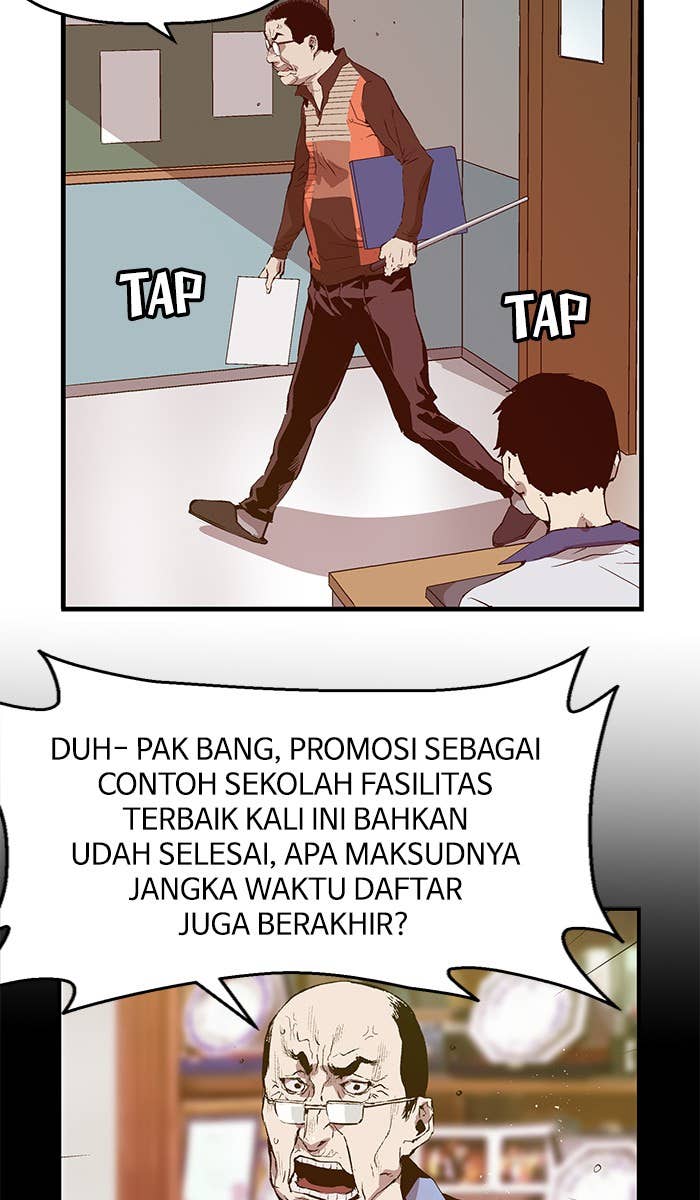 TAP
TAP
DUH- PAK BANG, PROMOSI SEBAGAI
CONTOH SEKOLAH FASILITAS
TERBAIK KALI INI BAHKAN
UDAH SELESAI, APA MAKSUDNYA
JANGKA WAKTU DAFTAR
JUGA BERAKHIR?